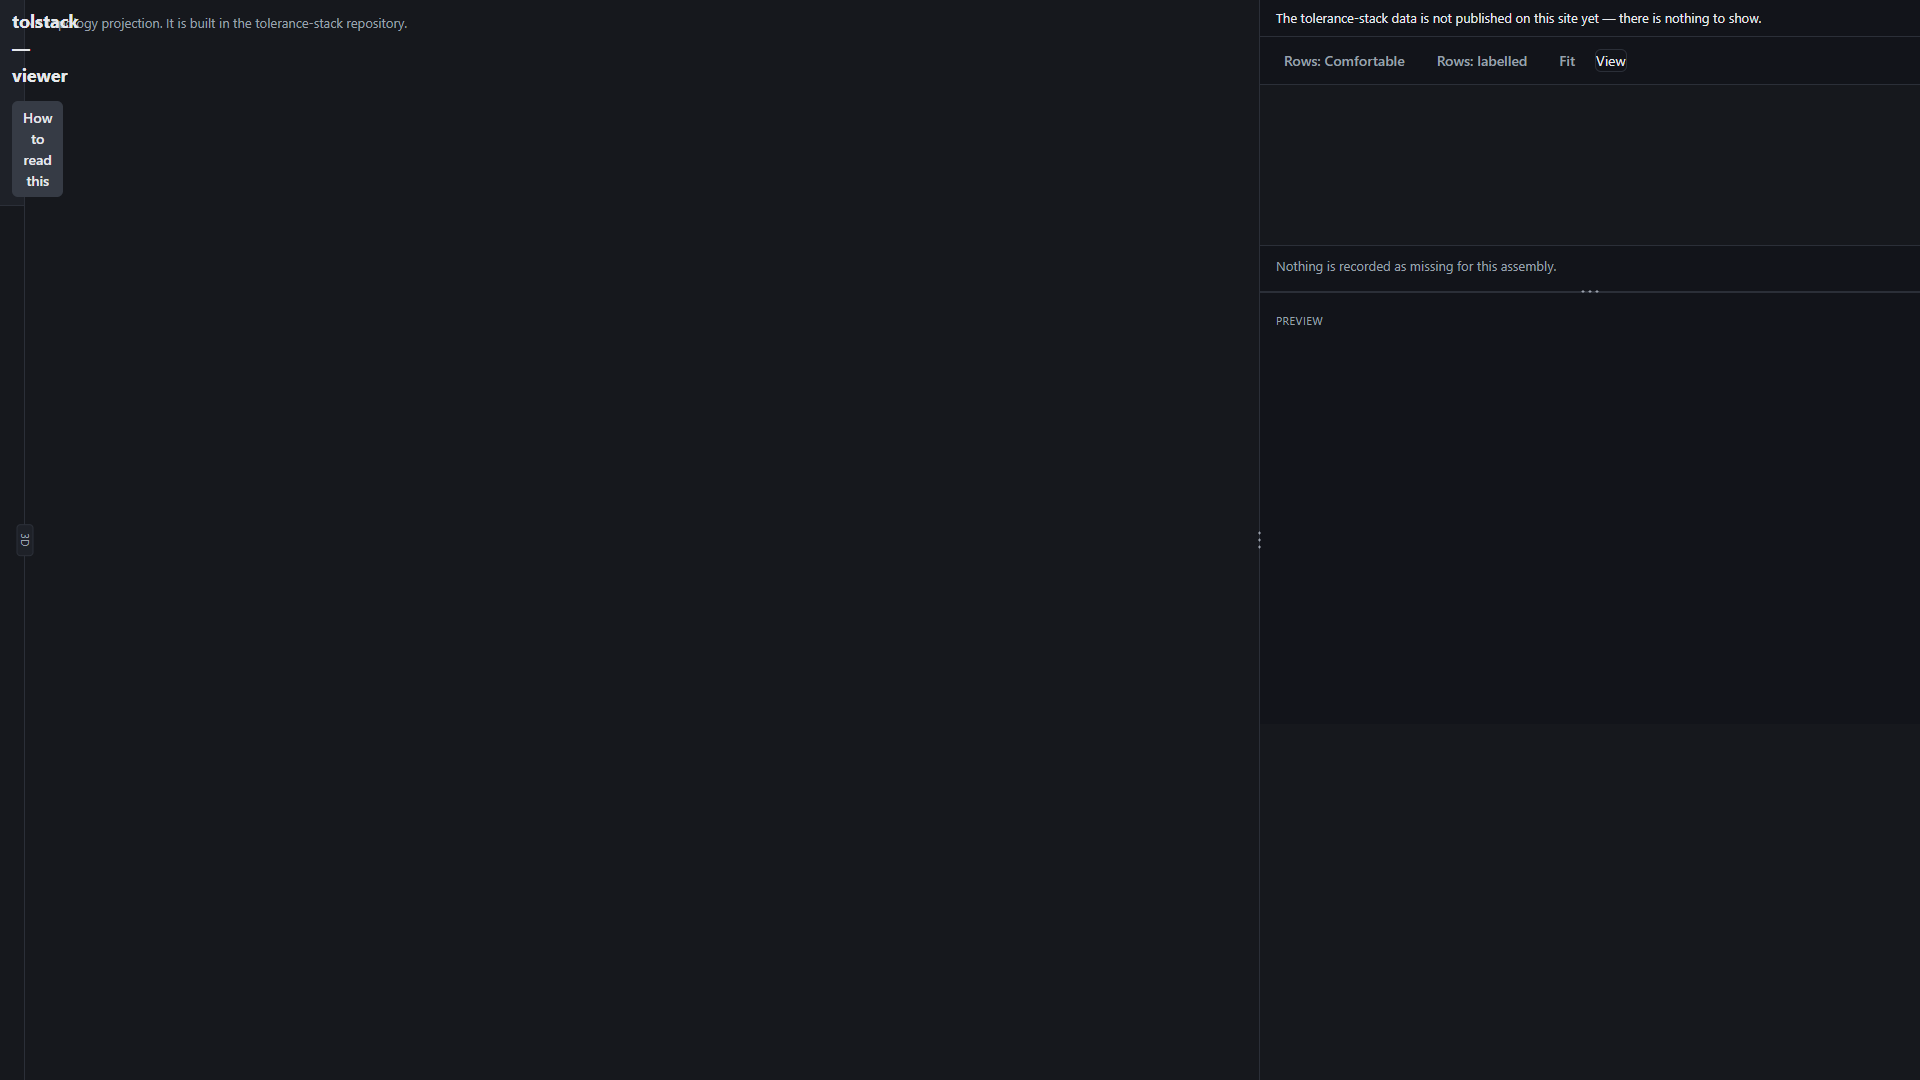 tolstack
—
viewer
How
to
read
this
projection. It is built in the tolerance-stack repository.
3D
The tolerance-stack data is not published on this site yet — there is nothing to show.
Rows: Comfortable
Rows: labelled
Fit
View
Nothing is recorded as missing for this assembly.
PREVIEW